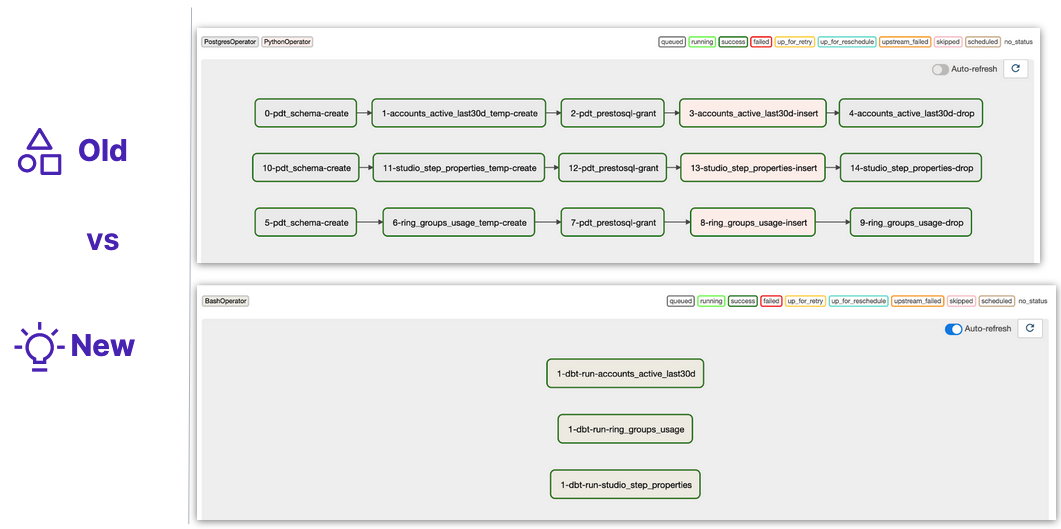 Old
vs
New
PostgresOperator PythonOperator
queued running success failed up_for_retry up_for_reschedule upstream_failed skipped scheduled no_status
Auto-refresh
0-pdt_schema-create 1-accounts_active_last30d_temp-create 2-pdt_prestosql-grant 3-accounts_active_last30d-insert 4-accounts_active_last30d-drop
10-pdt_schema-create 11-studio_step_properties_temp-create 12-pdt_prestosql-grant 13-studio_step_properties-insert 14-studio_step_properties-drop
5-pdt_schema-create 6-ring_groups_usage_temp-create 7-pdt_prestosql-grant 8-ring_groups_usage-insert 9-ring_groups_usage-drop
BashOperator
queued running success failed up_for_retry up_for_reschedule upstream_failed skipped scheduled no_status
Auto-refresh
1-dbt-run-accounts_active_last30d
1-dbt-run-ring_groups_usage
1-dbt-run-studio_step_properties